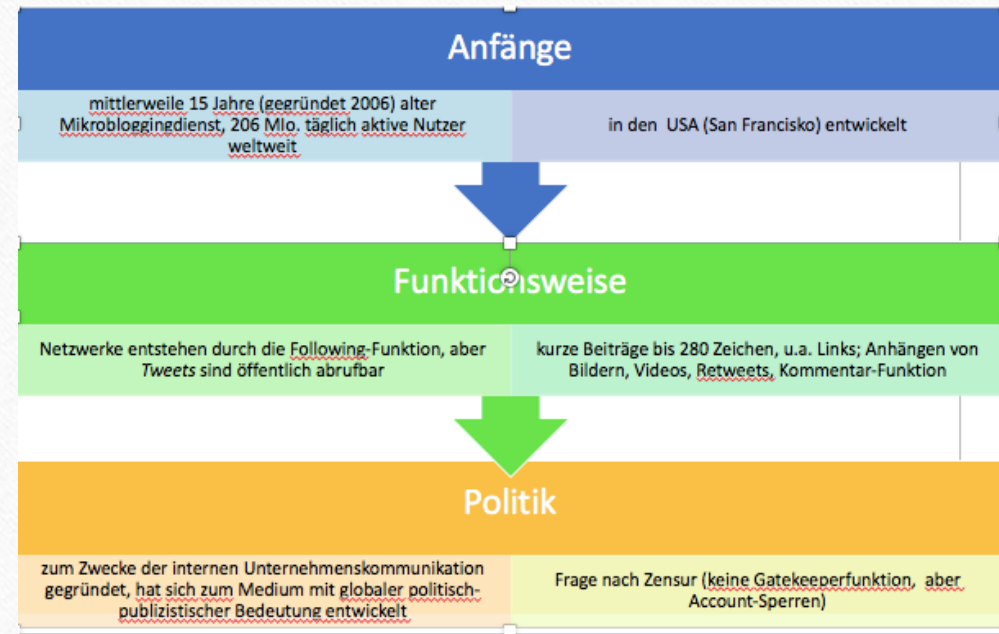 Anfänge
mittlerweile 15 Jahre (gegründet 2006) alter
Mikrobloggingdienst, 206 Mio. täglich aktive Nutzer
weltweit
in den USA (San Francisko) entwickelt
Funktionsweise
Netzwerke entstehen durch die Following-Funktion, aber
Tweets sind öffentlich abrufbar
kurze Beiträge bis 280 Zeichen, u.a. Links; Anhängen von
Bildern, Videos, Retweets, Kommentar-Funktion
Politik
zum Zwecke der internen Unternehmenskommunikation
gegründet, hat sich zum Medium mit globaler politisch-
publizistischer Bedeutung entwickelt
Frage nach Zensur (keine Gatekeeperfunktion, aber
Account-Sperren)